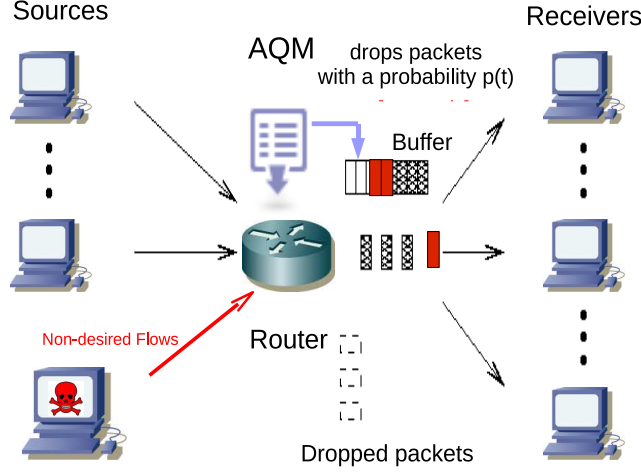 Sources
Receivers
AQM
drops packets
with a probability p(t)
Buffer
Non-desired Flows
Router
Dropped packets